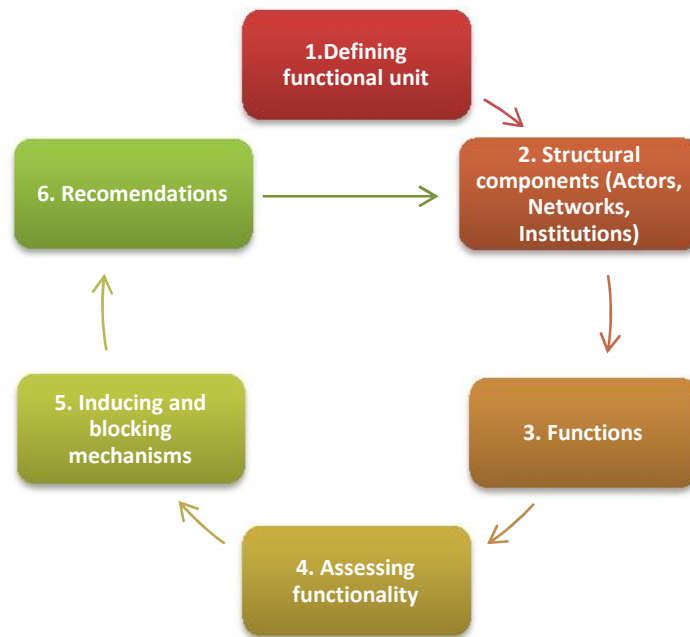 1.Defining
functional unit
2. Structural
components (Actors,
Networks,
Institutions)
3. Functions
4. Assessing
functionality
5. Inducing and
blocking
mechanisms
6. Recomendations